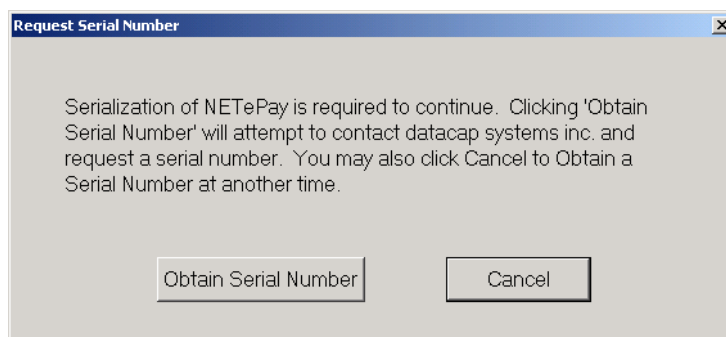 Request Serial Number
Serialization of NETePay is required to continue.  Clicking 'Obtain
Serial Number' will attempt to contact datacap systems inc. and
request a serial number.  You may also click Cancel to Obtain a
Serial Number at another time.
Obtain Serial Number
Cancel